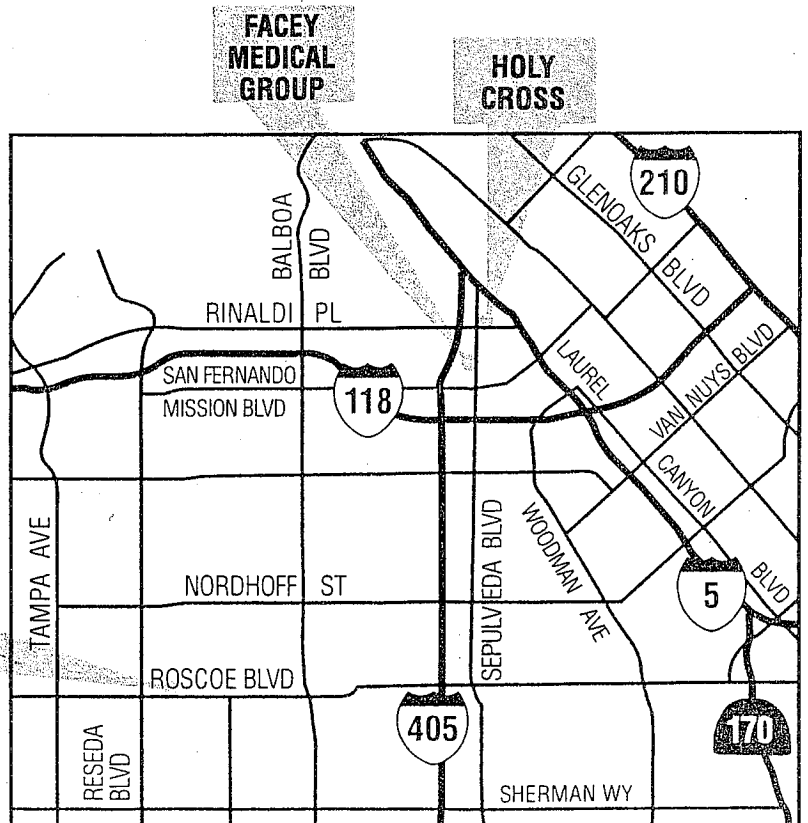 FACEY
MEDICAL
GROUP
HOLY
CROSS
210
GLENOAKS
BLVD
BALBOA
BLVD
RINALDI PL
LAUREL
CANYON
BLVD
SAN FERNANDO
MISSION BLVD
118
VAN NUYS BLVD
TAMPA AVE
SEPULVEDA BLVD
WOODMAN AVE
NORDHOFF ST
5
ROSCOE BLVD
RESEDA
BLVD
405
170
SHERMAN WY